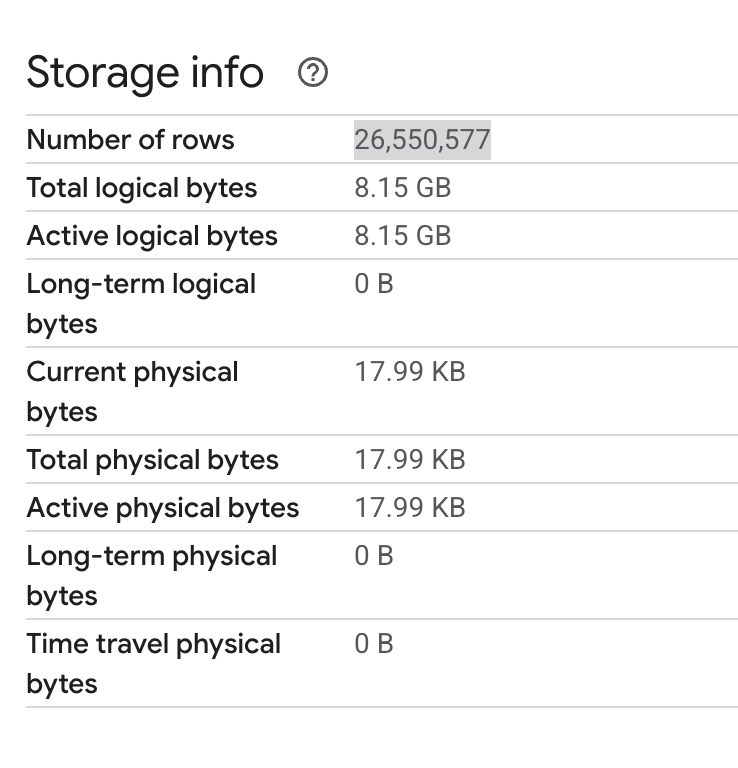 Storage info
Number of rows 26,550,577
Total logical bytes 8.15 GB
Active logical bytes 8.15 GB
Long-term logical 0 B
bytes
Current physical 17.99 KB
bytes
Total physical bytes 17.99 KB
Active physical bytes 17.99 KB
Long-term physical 0 B
bytes
Time travel physical 0 B
bytes